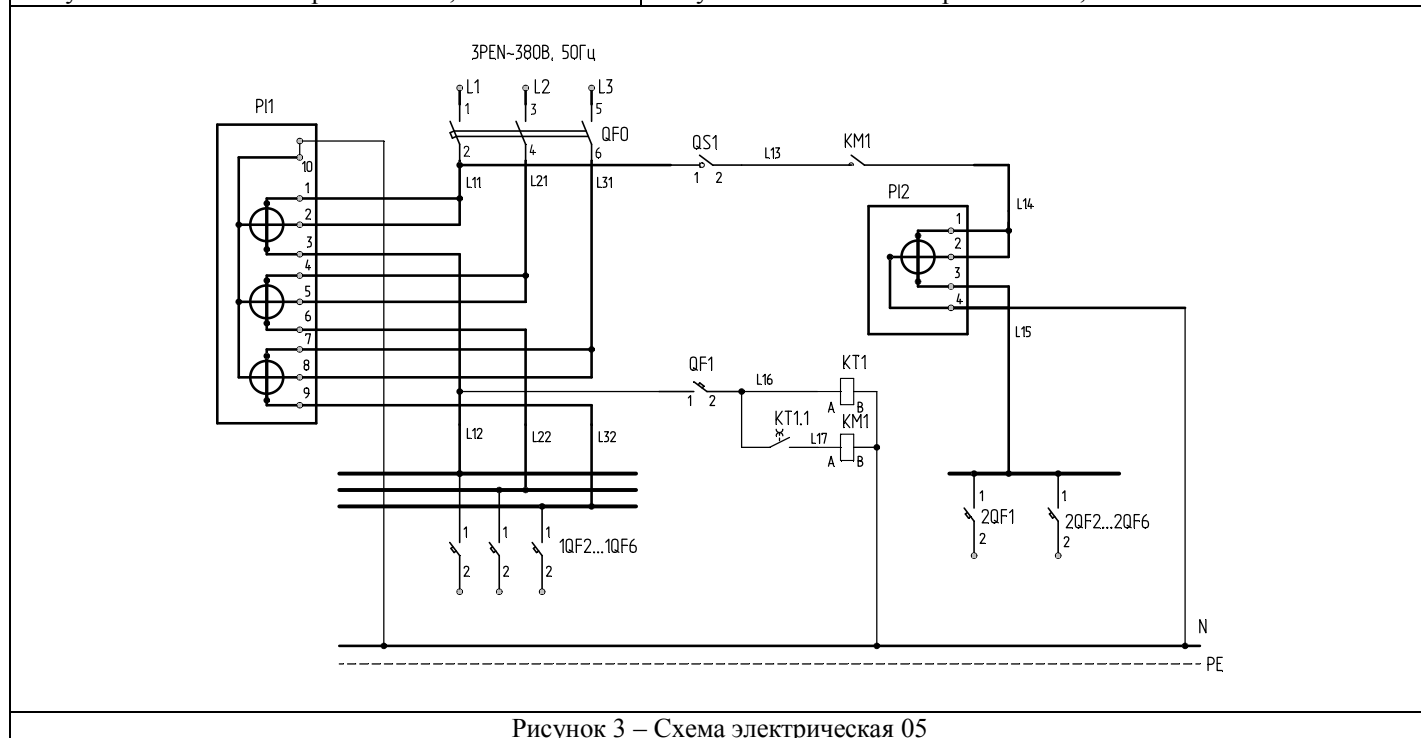 3PEN~380В, 50Гц
L1 L2 L3
PI1
1 3 5
QF0
2 4 6
10
1
2
3
4
5
6
7
8
9
L11 L21 L31
QS1
1 2
L13
KM1
L14
PI2
1
2
3
4
L15
QF1
1 2
L16
KT1
A B
KT1.1
L17
KM1
A B
L12 L22 L32
1 1 1
1QF2...1QF6
2 2 2
1 1
2QF1 2QF2...2QF6
2 2
N
PE
Рисунок 3 – Схема электрическая 05